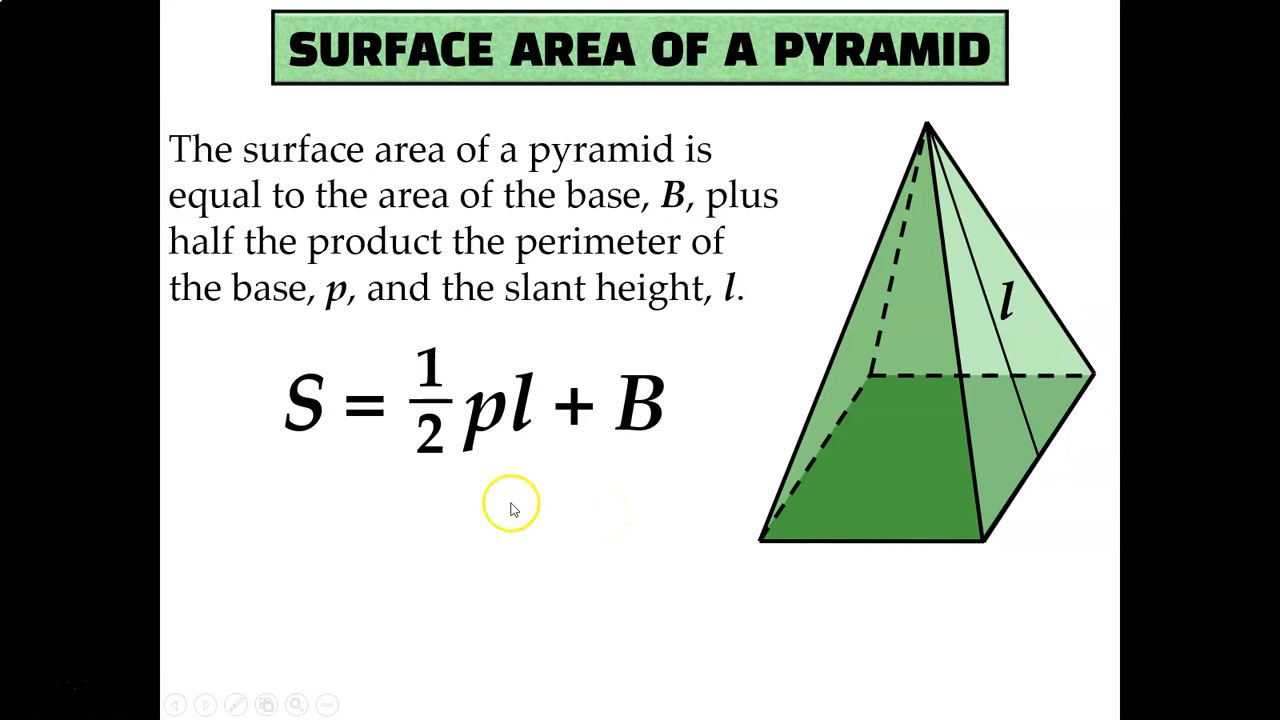 SURFACE AREA OF A PYRAMID
The surface area of a pyramid is
equal to the area of the base, B, plus
half the product the perimeter of
the base, p, and the slant height, l.
S = 1/2 pl + B
l